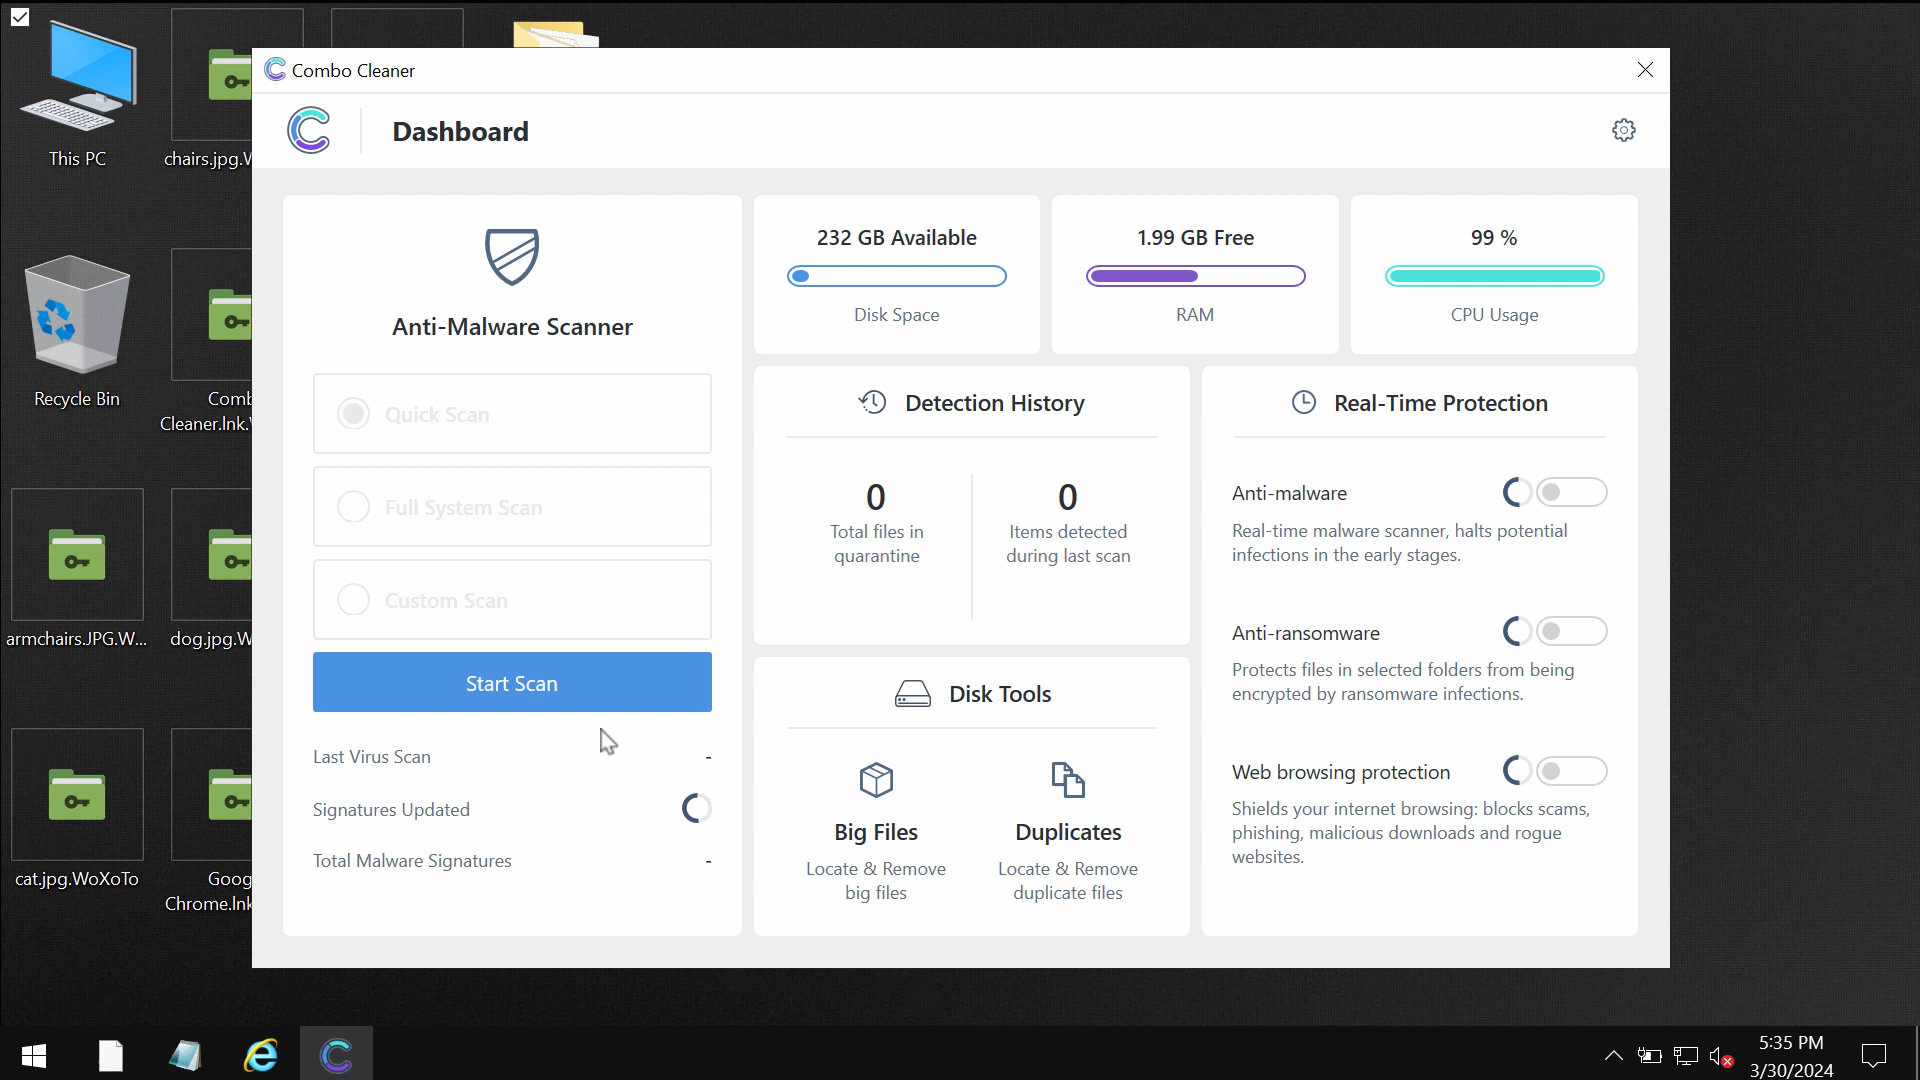 This PC
chairs.jpg.W
Recycle Bin
Comb
Cleaner.lnk.W
armchairs.JPG.W...
dog.jpg.W
cat.jpg.WoXoTo
Goog
Chrome.lnk
Combo Cleaner
Dashboard
Anti-Malware Scanner
Quick Scan
Full System Scan
Custom Scan
Start Scan
Last Virus Scan -
Signatures Updated
Total Malware Signatures -
232 GB Available
Disk Space
1.99 GB Free
RAM
99 %
CPU Usage
Detection History
0
Total files in
quarantine
0
Items detected
during last scan
Disk Tools
Big Files
Locate & Remove
big files
Duplicates
Locate & Remove
duplicate files
Real-Time Protection
Anti-malware
Real-time malware scanner, halts potential
infections in the early stages.
Anti-ransomware
Protects files in selected folders from being
encrypted by ransomware infections.
Web browsing protection
Shields your internet browsing: blocks scams,
phishing, malicious downloads and rogue
websites.
5:35 PM
3/30/2024